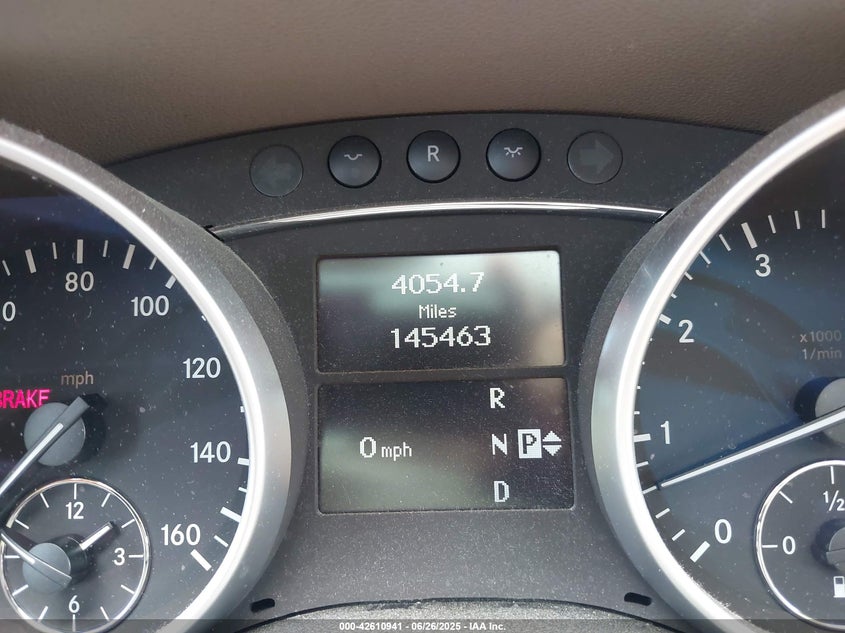 R
4054.7
Miles
145463
R
0 mph
N P
D
80
100
120
mph
BRAKE
140
160
12
3
6
3
2
x1000
1/min
1
0
1/2
0
000-42610941 - 06/26/2025 - IAA Inc.